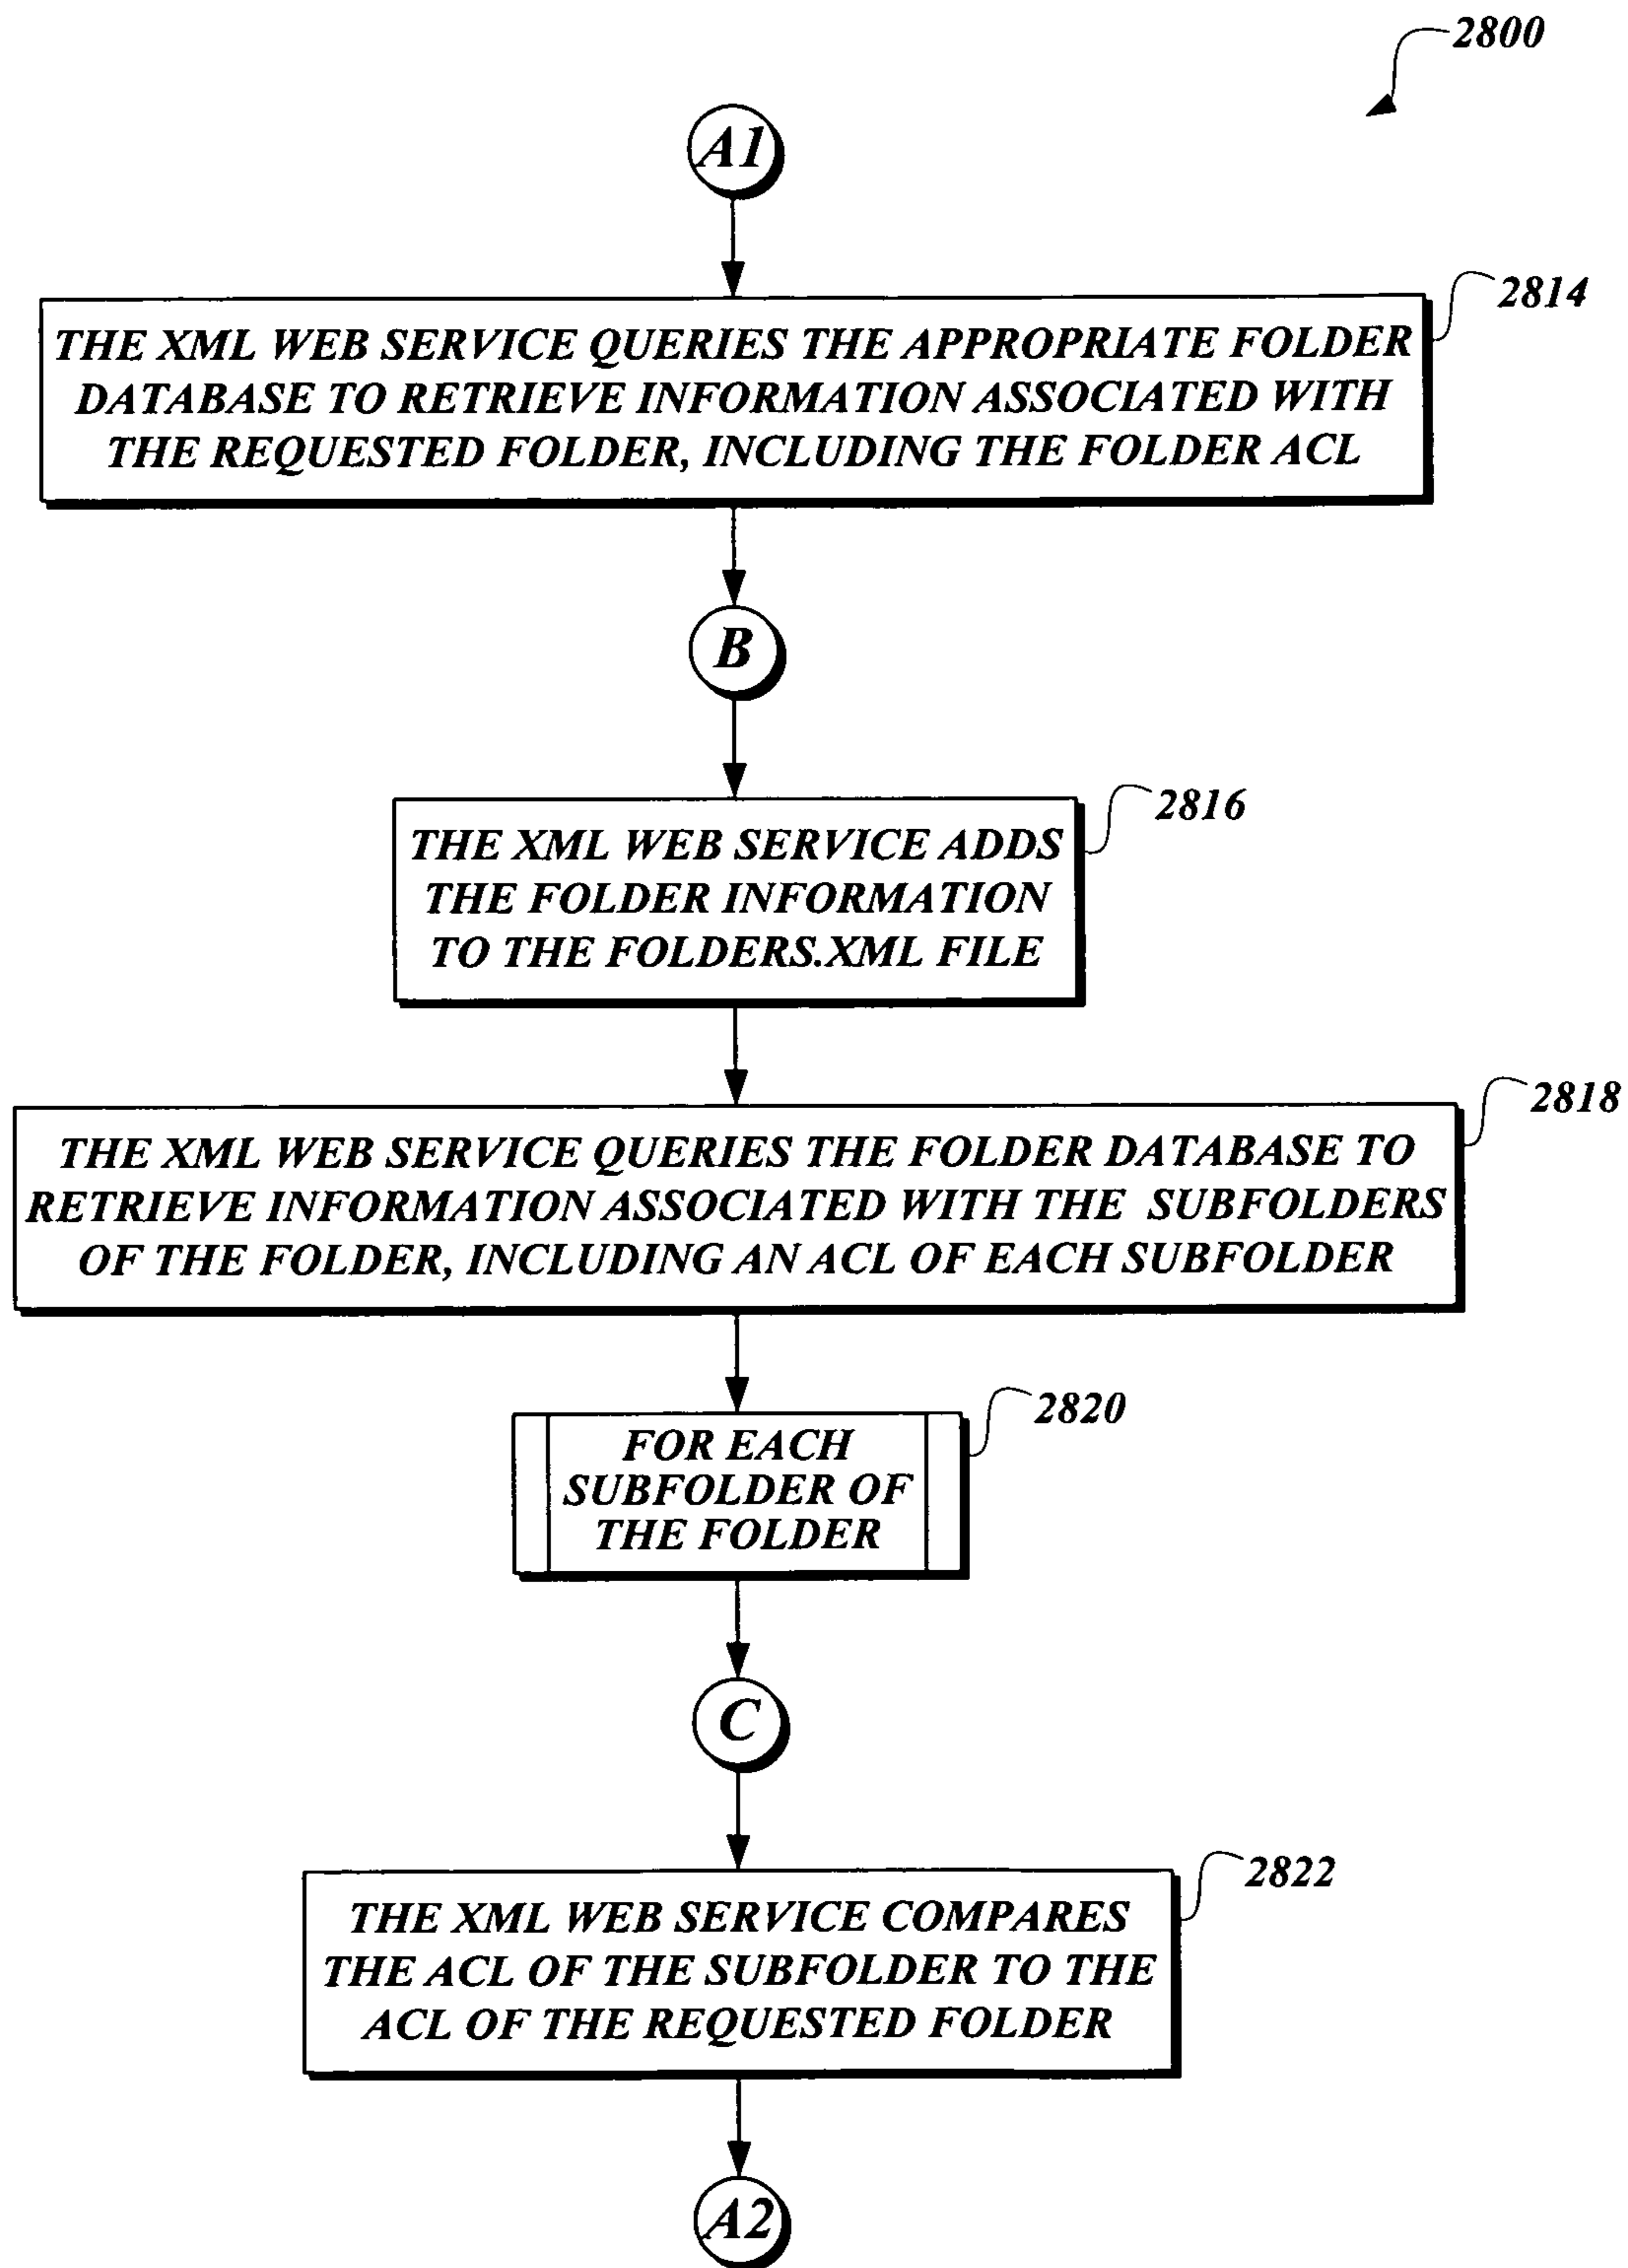 2800
A1
2814
THE XML WEB SERVICE QUERIES THE APPROPRIATE FOLDER
DATABASE TO RETRIEVE INFORMATION ASSOCIATED WITH
THE REQUESTED FOLDER, INCLUDING THE FOLDER ACL
B
2816
THE XML WEB SERVICE ADDS
THE FOLDER INFORMATION
TO THE FOLDERS.XML FILE
2818
THE XML WEB SERVICE QUERIES THE FOLDER DATABASE TO
RETRIEVE INFORMATION ASSOCIATED WITH THE SUBFOLDERS
OF THE FOLDER, INCLUDING AN ACL OF EACH SUBFOLDER
2820
FOR EACH
SUBFOLDER OF
THE FOLDER
C
2822
THE XML WEB SERVICE COMPARES
THE ACL OF THE SUBFOLDER TO THE
ACL OF THE REQUESTED FOLDER
A2